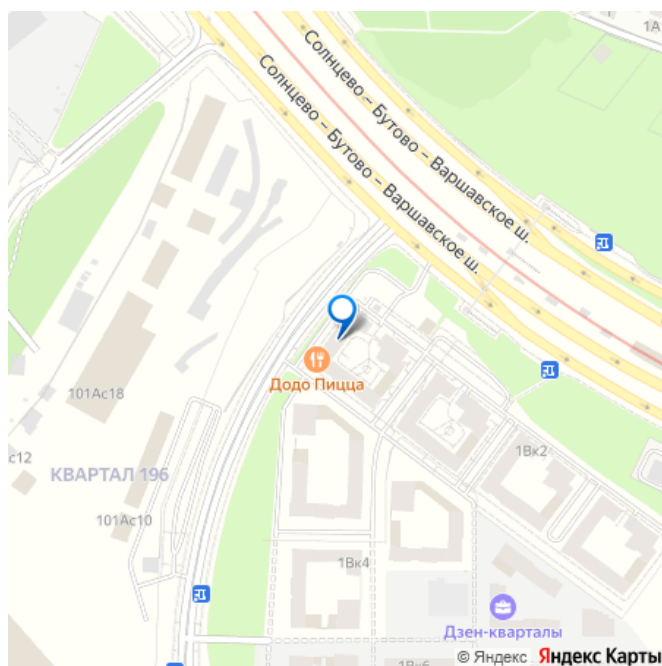 1А
Солнцево – Бутово – Варшавское ш.
Солнцево – Бутово – Варшавское ш.
Додо Пицца
101Ас18
с12
КВАРТАЛ 196
1Вк2
101Ас10
1Вк4
Дзен-кварталы
1Вк6
© Яндекс Яндекс Карты